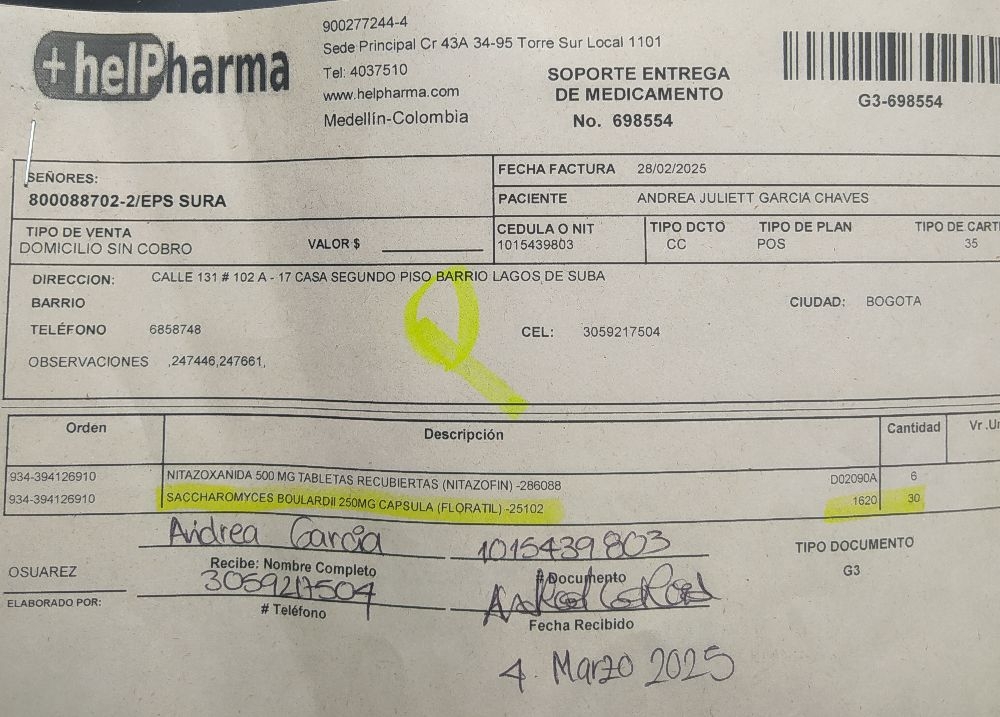 +helPharma
900277244-4
Sede Principal Cr 43A 34-95 Torre Sur Local 1101
Tel: 4037510
www.helpharma.com
Medellín-Colombia
SOPORTE ENTREGA
DE MEDICAMENTO
No. 698554
G3-698554
SEÑORES:
800088702-2/EPS SURA
FECHA FACTURA 28/02/2025
PACIENTE ANDREA JULIETT GARCIA CHAVES
TIPO DE VENTA
DOMICILIO SIN COBRO
VALOR $
CEDULA O NIT
1015439803
TIPO DCTO
CC
TIPO DE PLAN
POS
TIPO DE CART
35
DIRECCION: CALLE 131 # 102 A - 17 CASA SEGUNDO PISO BARRIO LAGOS DE SUBA
BARRIO
CIUDAD: BOGOTA
TELÉFONO 6858748
CEL: 3059217504
OBSERVACIONES ,247446,247661,
Orden Descripción Cantidad Vr .Un
934-394126910 NITAZOXANIDA 500 MG TABLETAS RECUBIERTAS (NITAZOFIN) -286088 D02090A 6
934-394126910 SACCHAROMYCES BOULARDII 250MG CAPSULA (FLORATIL) -25102 1620 30
Andrea Garcia 1015439803
Recibe: Nombre Completo # Documento
TIPO DOCUMENTO
G3
OSUAREZ
ELABORADO POR:
3059217504
# Teléfono
Fecha Recibido
4. Marzo 2025